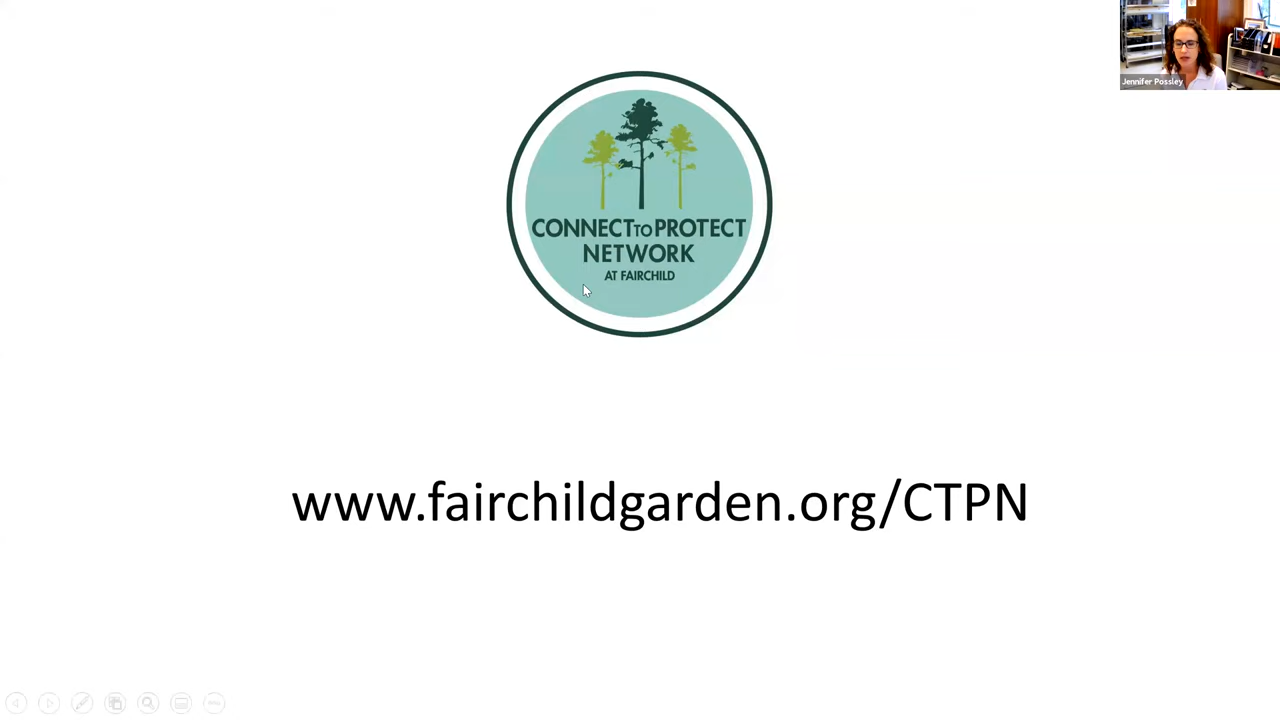 Jennifer Possley
CONNECT TO PROTECT
NETWORK
AT FAIRCHILD
www.fairchildgarden.org/CTPN